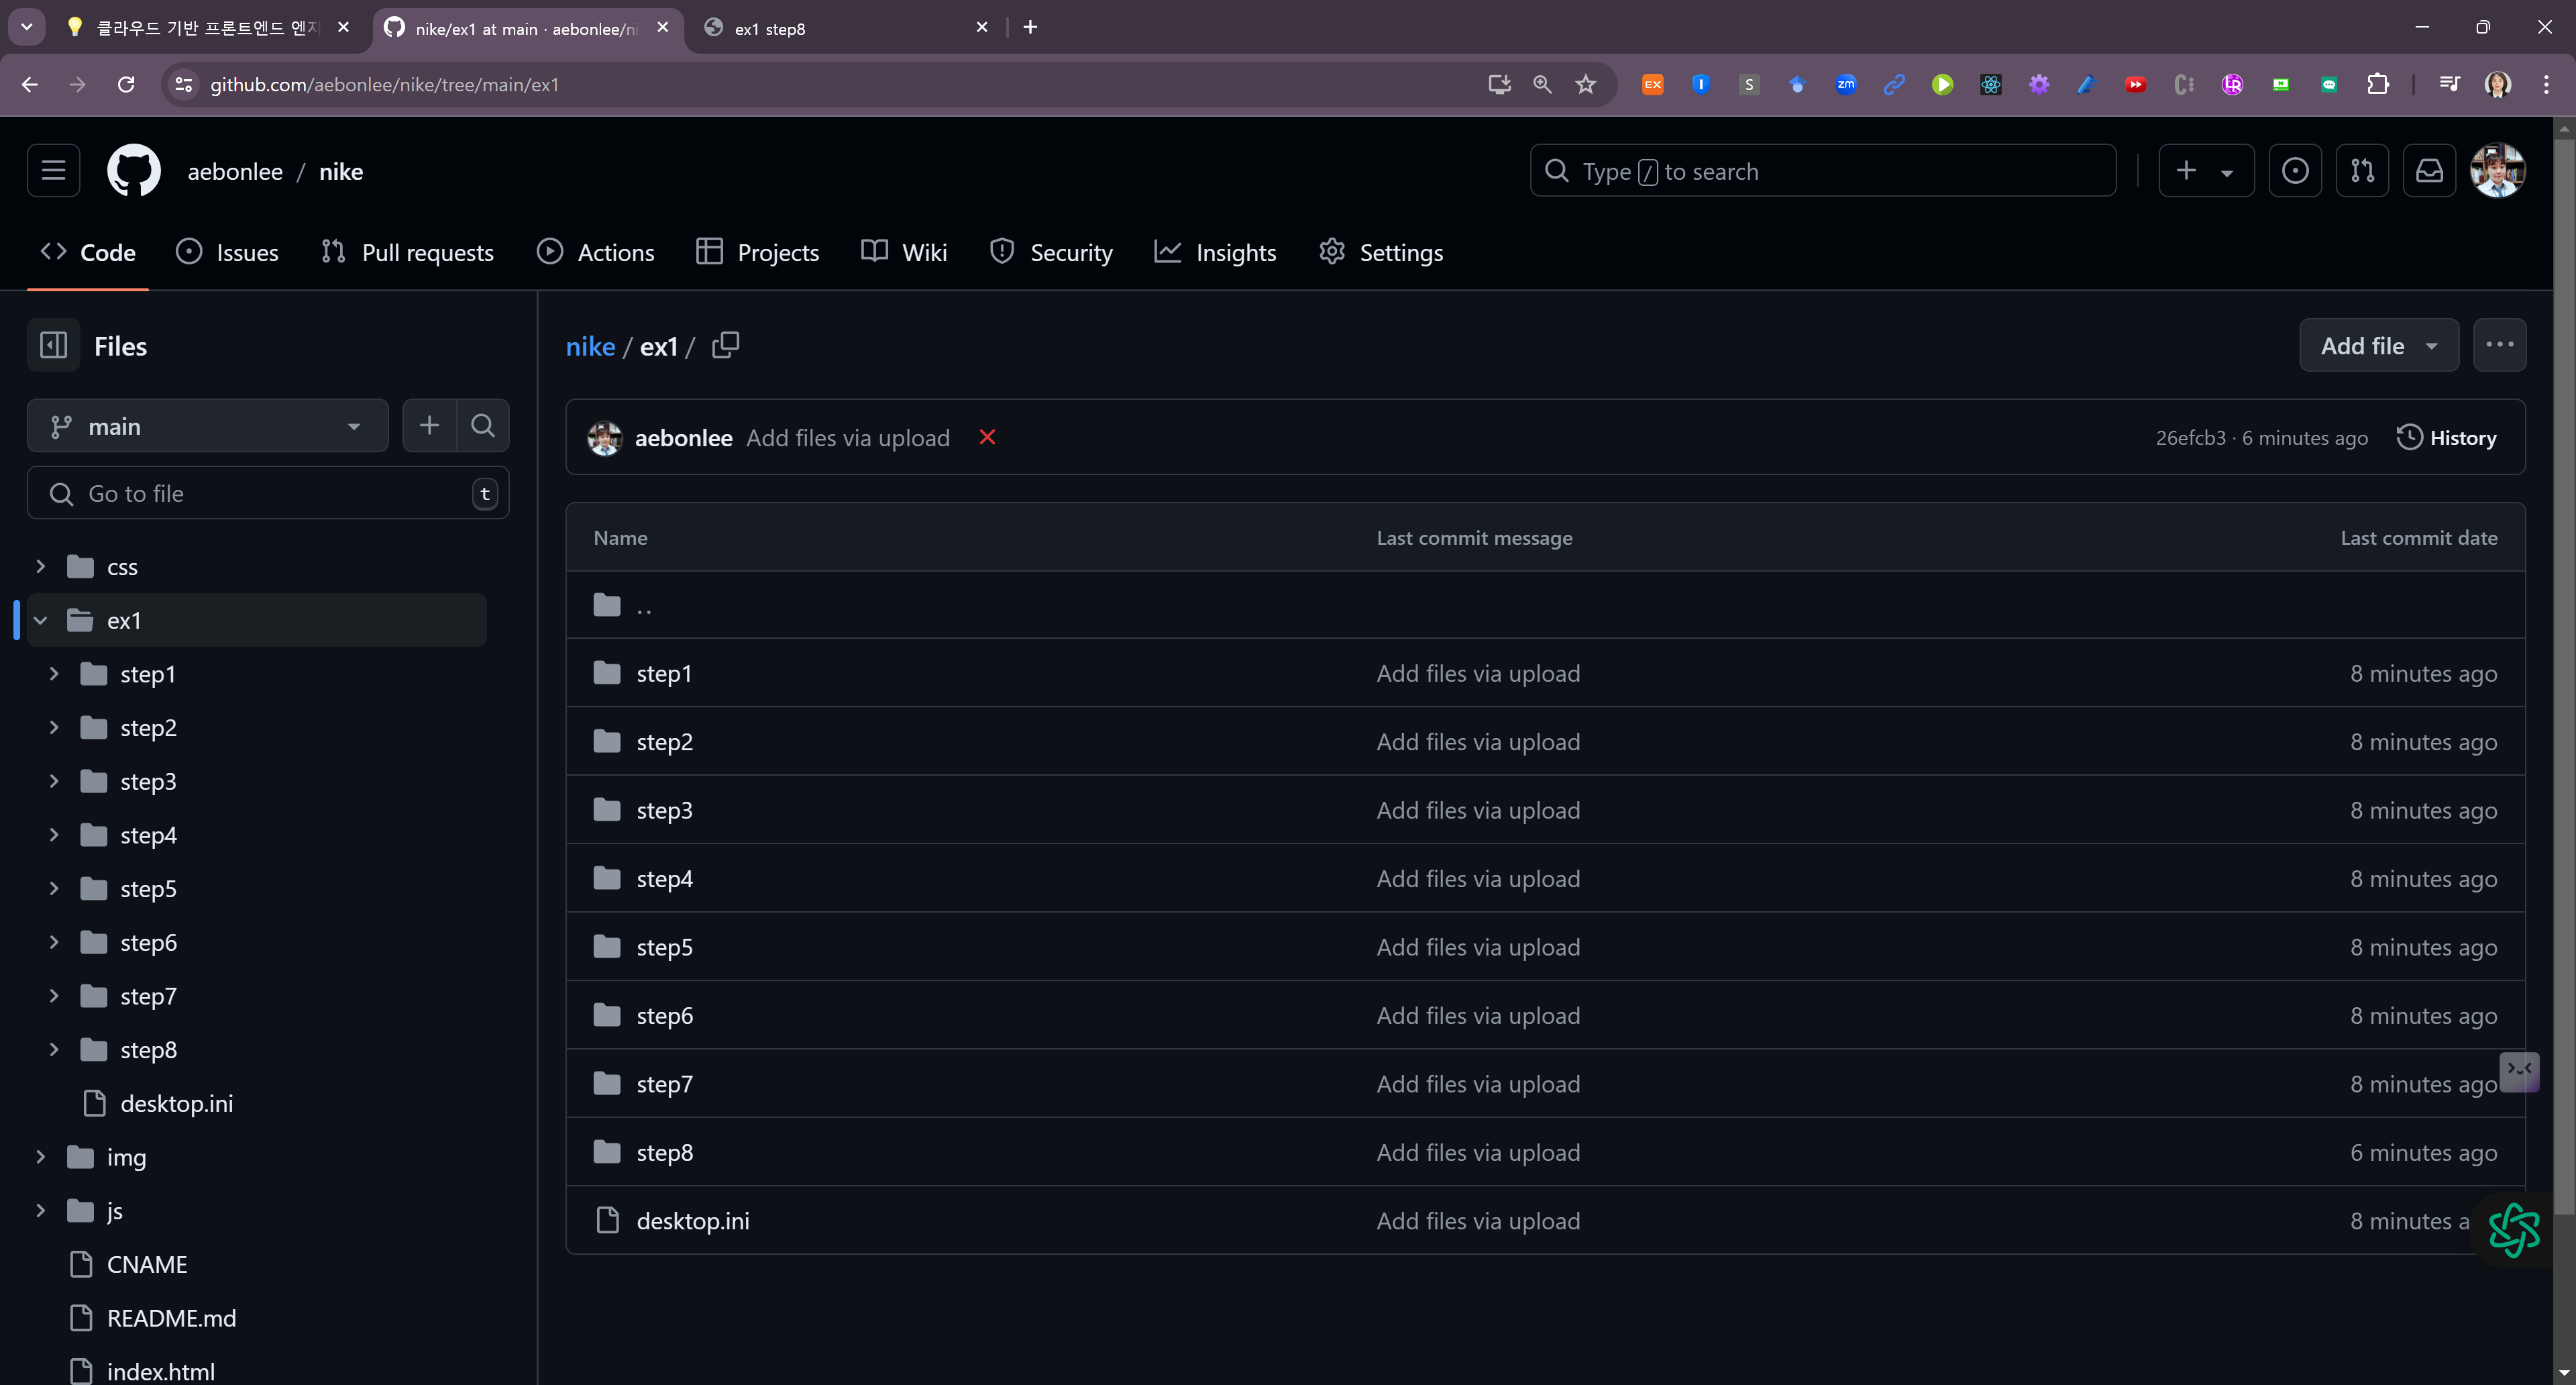 클라우드 기반 프론트엔드 엔지
nike/ex1 at main · aebonlee/ni
ex1 step8
github.com/aebonlee/nike/tree/main/ex1
aebonlee / nike
Type / to search
Code
Issues
Pull requests
Actions
Projects
Wiki
Security
Insights
Settings
Files
main
Go to file
t
css
ex1
step1
step2
step3
step4
step5
step6
step7
step8
desktop.ini
img
js
CNAME
README.md
index.html
nike / ex1 /
Add file
aebonlee Add files via upload
26efcb3 · 6 minutes ago
History
Name Last commit message Last commit date
..
step1 Add files via upload 8 minutes ago
step2 Add files via upload 8 minutes ago
step3 Add files via upload 8 minutes ago
step4 Add files via upload 8 minutes ago
step5 Add files via upload 8 minutes ago
step6 Add files via upload 8 minutes ago
step7 Add files via upload 8 minutes ago
step8 Add files via upload 6 minutes ago
desktop.ini Add files via upload 8 minutes a